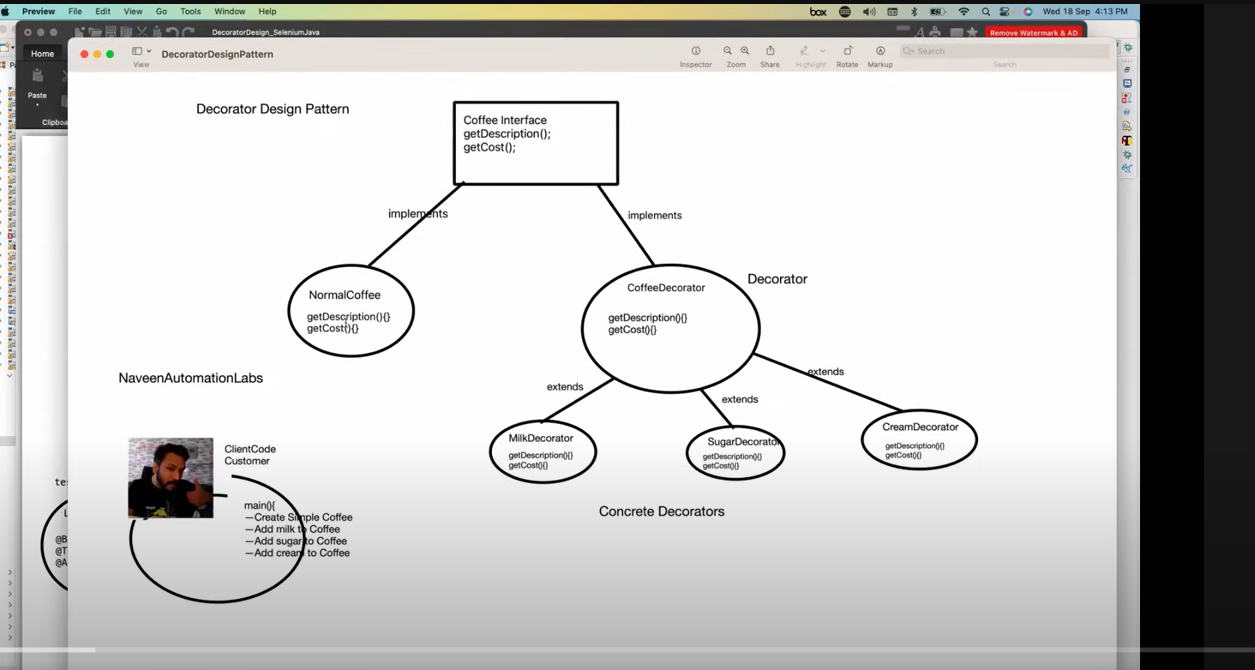 Preview File Edit View Go Tools Window Help
box
Wed 18 Sep 4:13 PM
DecoratorDesign_SeleniumJava
Remove Watermark & AD
Home
Paste
Clipboa
View
DecoratorDesignPattern
Inspector
Zoom
Share
Highlight
Rotate
Markup
Search
Search
Decorator Design Pattern
Coffee Interface
getDescription();
getCost();
implements
implements
NormalCoffee
getDescription(){}
getCost(){}
CoffeeDecorator
getDescription(){}
getCost(){}
Decorator
NaveenAutomationLabs
extends
extends
extends
MilkDecorator
getDescription(){}
getCost(){}
SugarDecorator
getDescription(){}
getCost(){}
CreamDecorator
getDescription(){}
getCost(){}
ClientCode
Customer
main(){
—Create Simple Coffee
—Add milk to Coffee
—Add sugar to Coffee
—Add cream to Coffee
Concrete Decorators
tes
L
@B
@T
@A